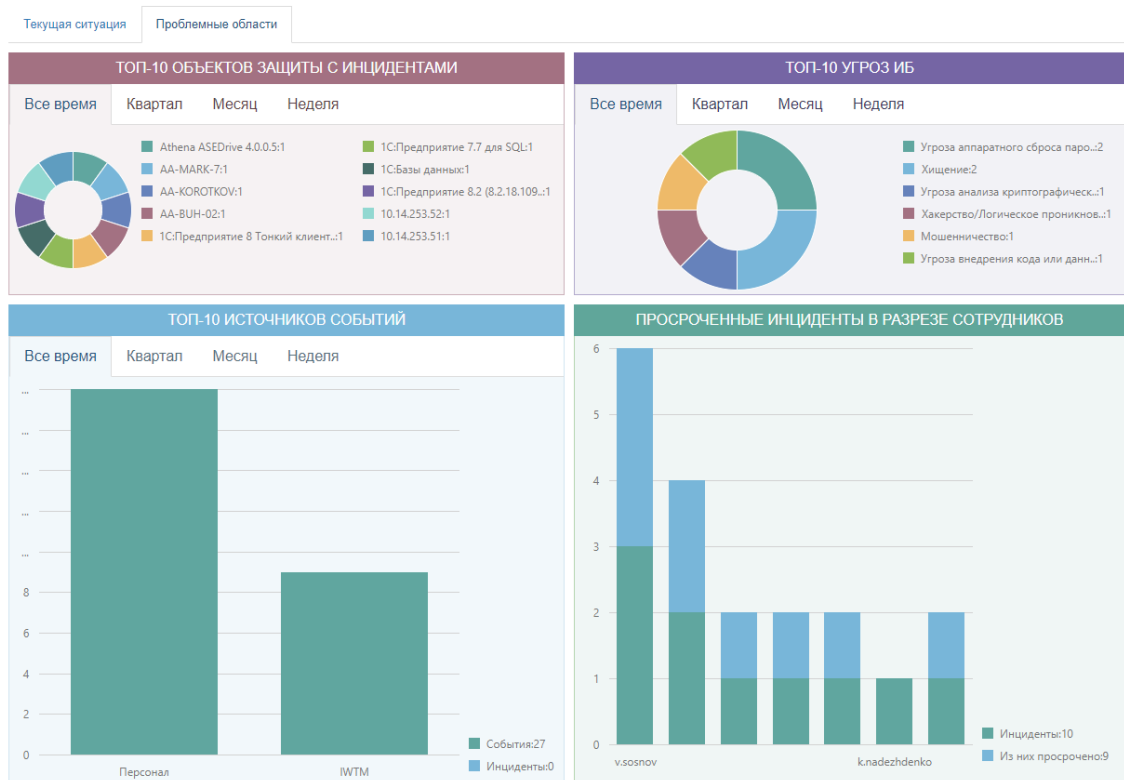 Текущая ситуация
Проблемные области
ТОП-10 ОБЪЕКТОВ ЗАЩИТЫ С ИНЦИДЕНТАМИ
Все время Квартал Месяц Неделя
Athena ASEDrive 4.0.0.5:1
AA-MARK-7:1
AA-KOROTKOV:1
AA-BUH-02:1
1С:Предприятие 8 Тонкий клиент..:1
1С:Предприятие 7.7 для SQL:1
1С:Базы данных:1
1С:Предприятие 8.2 (8.2.18.109..:1
10.14.253.52:1
10.14.253.51:1
ТОП-10 УГРОЗ ИБ
Все время Квартал Месяц Неделя
Угроза аппаратного сброса паро..:2
Хищение:2
Угроза анализа криптографическ..:1
Хакерство/Логическое проникнов..:1
Мошенничество:1
Угроза внедрения кода или данн..:1
ТОП-10 ИСТОЧНИКОВ СОБЫТИЙ
Все время Квартал Месяц Неделя
...
...
...
...
...
8
6
4
2
0
Персонал
IWTM
События:27
Инциденты:0
ПРОСРОЧЕННЫЕ ИНЦИДЕНТЫ В РАЗРЕЗЕ СОТРУДНИКОВ
6
5
4
3
2
1
0
v.sosnov
k.nadezhdenko
Инциденты:10
Из них просрочено:9